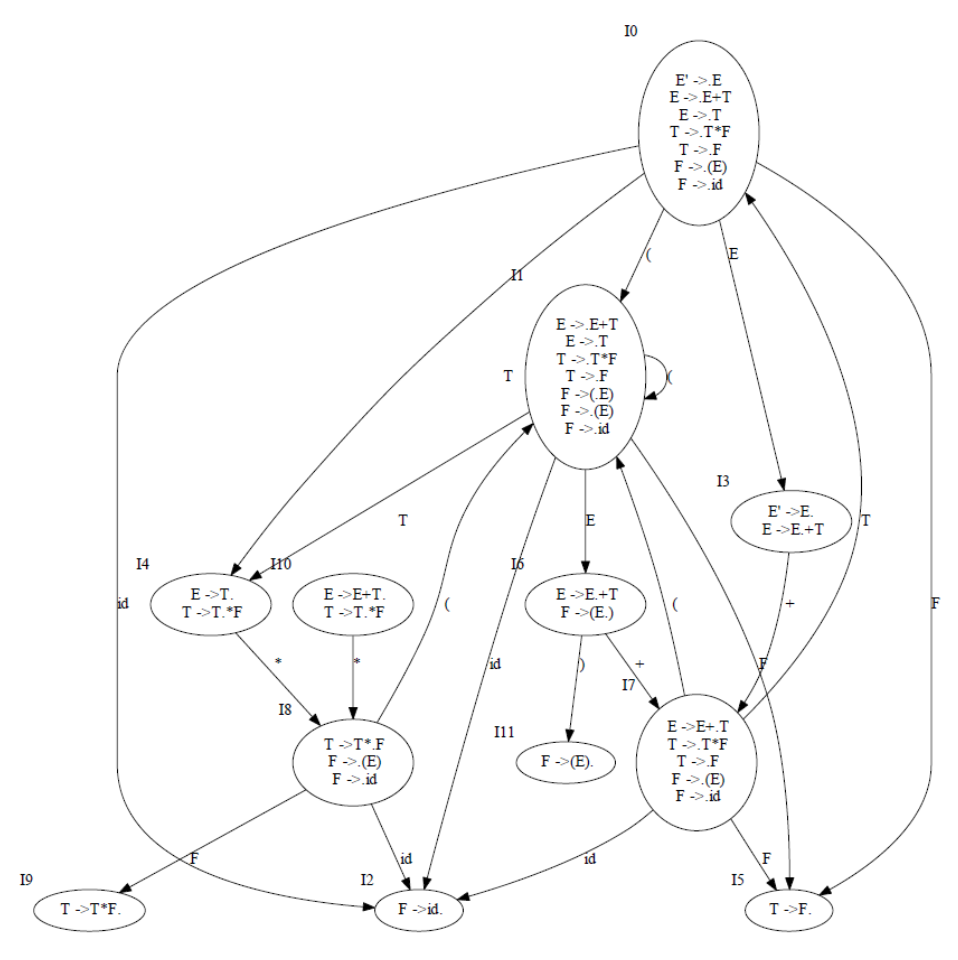 I0
E' ->.E
E ->.E+T
E ->.T
T ->.T*F
T ->.F
F ->.(E)
F ->.id
(
E
I1
E ->.E+T
E ->.T
T ->.T*F
T ->.F
F ->(.E)
F ->.(E)
F ->.id
T
(
I3
E' ->E.
E ->E.+T
T
E
T
I4
E ->T.
T ->T.*F
I10
E ->E+T.
T ->T.*F
I6
E ->E.+T
F ->(E.)
id
(
(
+
F
*
*
id
)
+
F
I7
E ->E+.T
T ->.T*F
T ->.F
F ->.(E)
F ->.id
I8
T ->T*.F
F ->.(E)
F ->.id
I11
F ->(E).
F
id
id
F
I9
T ->T*F.
I2
F ->id.
I5
T ->F.